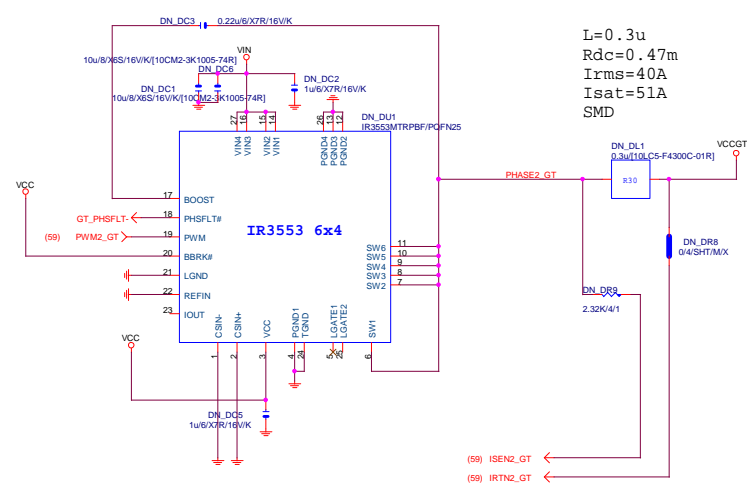 DN_DC3 0.22u/6/X7R/16V/K
L=0.3u
Rdc=0.47m
Irms=40A
Isat=51A
SMD
VIN
10u/8/X6S/16V/K/[10CM2-3K1005-74R]
DN_DC6
DN_DC1
10u/8/X6S/16V/K/[10CM2-3K1005-74R]
DN_DC2
1u/6/X7R/16V/K
DN_DU1
IR3553MTRPBF/PQFN25
27 16 15 14 26 13 12
VIN4 VIN3 VIN2 VIN1 PGND4 PGND3 PGND2
DN_DL1
0.3u/[10LC5-F4300C-01R]
VCCGT
R30
PHASE2_GT
VCC
17 BOOST
GT_PHSFLT- 18 PHSFLT#
(59) PWM2_GT 19 PWM
20 BBRK#
21 LGND
22 REFIN
23 IOUT
IR3553 6x4
SW6 11
SW5 10
SW4 9
SW3 8
SW2 7
DN_DR8
0/4/SHT/M/X
DN_DR9
2.32K/4/1
CSIN- CSIN+ VCC PGND1 TGND LGATE1 LGATE2 SW1
1 2 3 4 24 5 25 6
VCC
DN_DC5
1u/6/X7R/16V/K
(59) ISEN2_GT
(59) IRTN2_GT